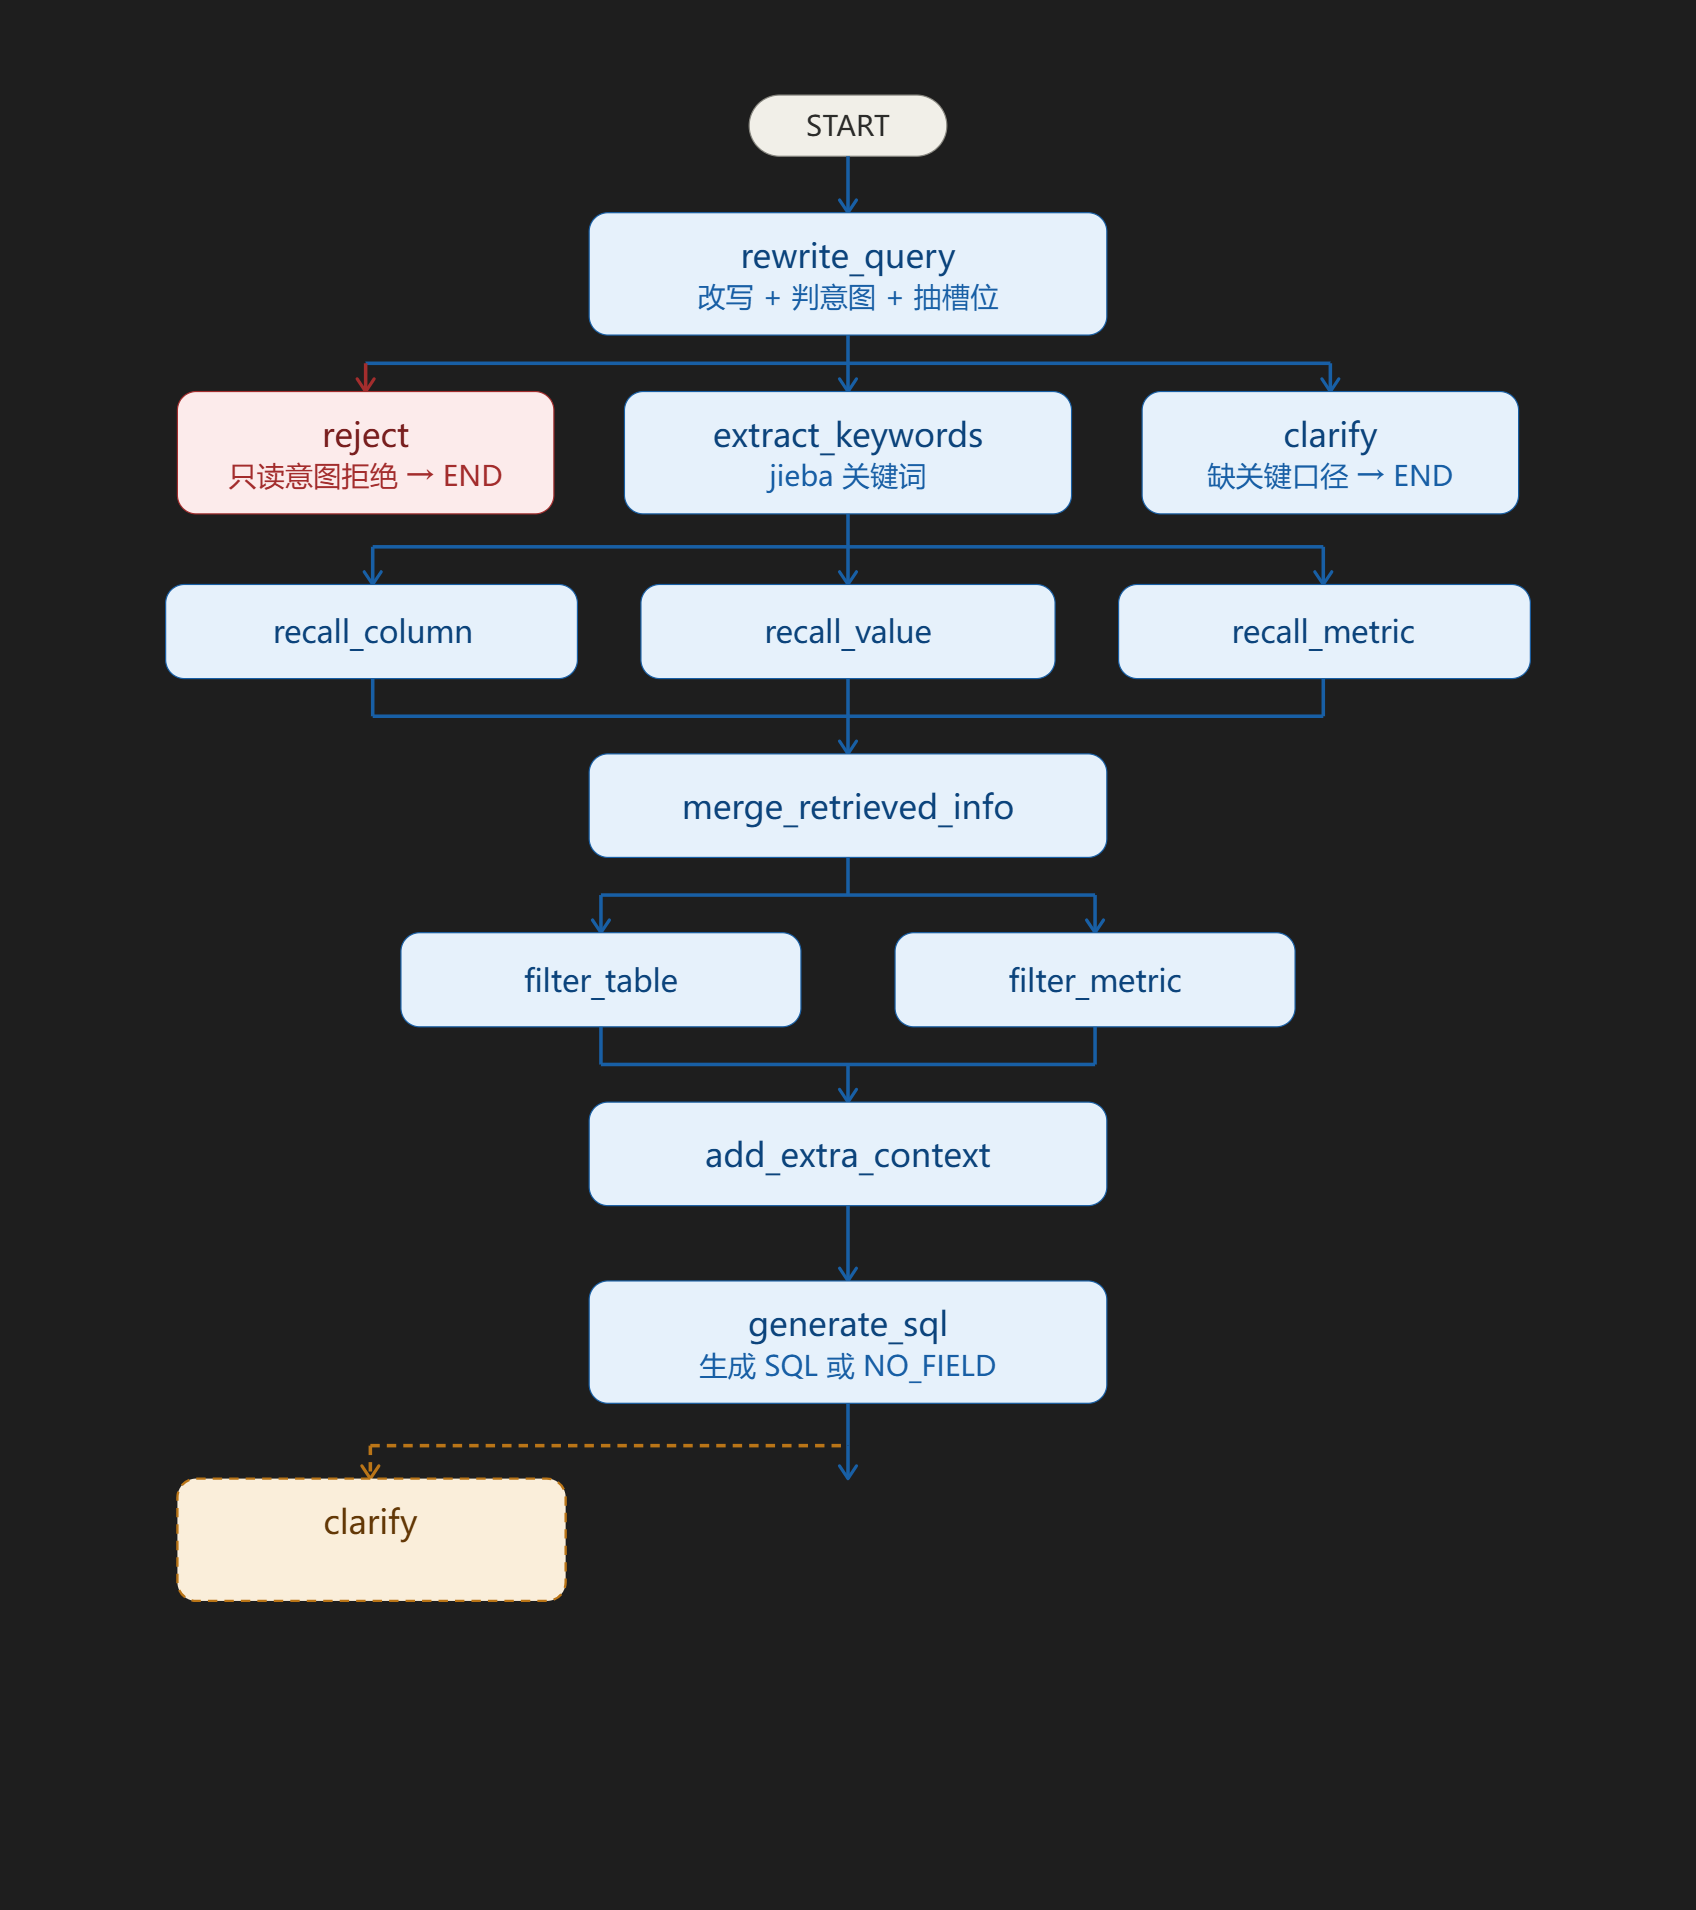 START
rewrite_query
改写 + 判意图 + 抽槽位
reject
只读意图拒绝 → END
extract_keywords
jieba 关键词
clarify
缺关键口径 → END
recall_column
recall_value
recall_metric
merge_retrieved_info
filter_table
filter_metric
add_extra_context
generate_sql
生成 SQL 或 NO_FIELD
clarify